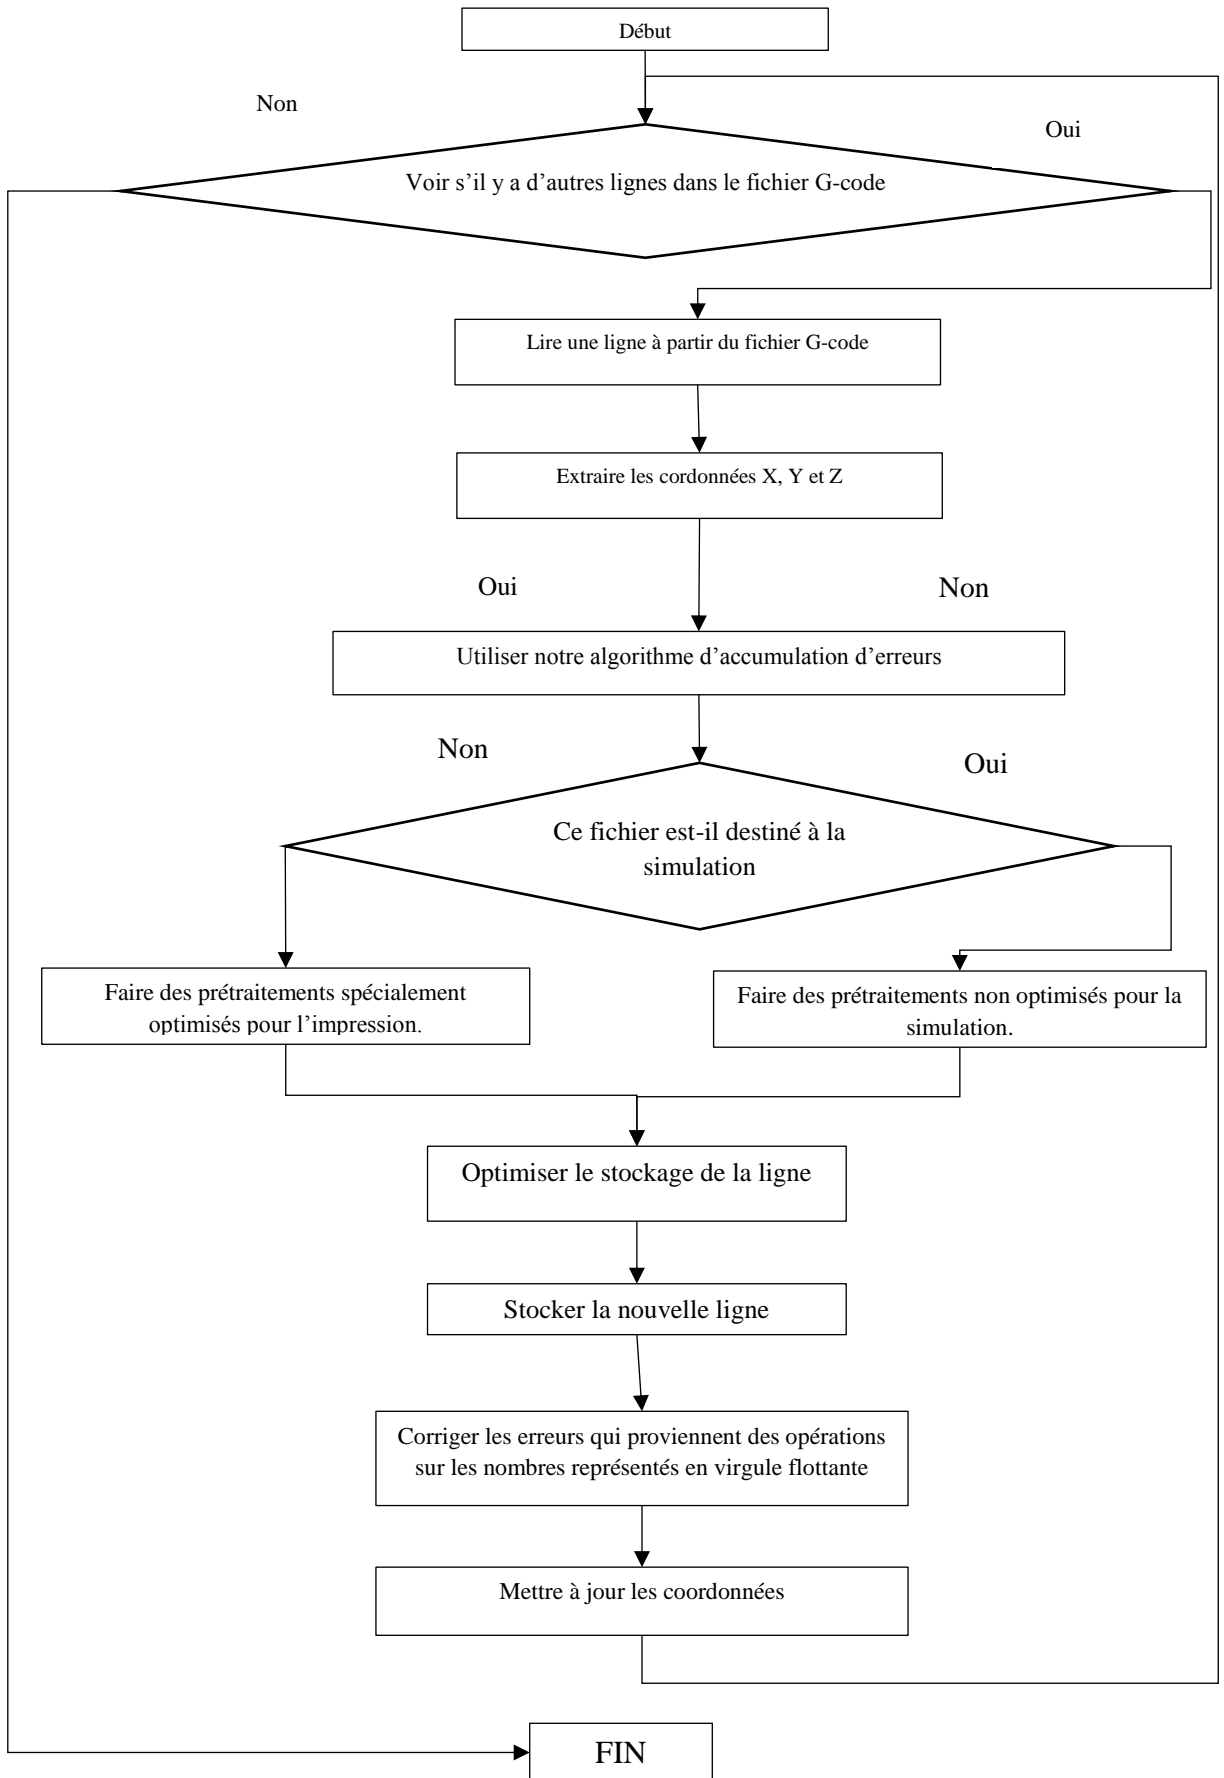 Début
Non
Oui
Voir s’il y a d’autres lignes dans le fichier G-code
Lire une ligne à partir du fichier G-code
Extraire les cordonnées X, Y et Z
Oui
Non
Utiliser notre algorithme d’accumulation d’erreurs
Non
Oui
Ce fichier est-il destiné à la
simulation
Faire des prétraitements spécialement
optimisés pour l’impression.
Faire des prétraitements non optimisés pour la
simulation.
Optimiser le stockage de la ligne
Stocker la nouvelle ligne
Corriger les erreurs qui proviennent des opérations
sur les nombres représentés en virgule flottante
Mettre à jour les coordonnées
FIN